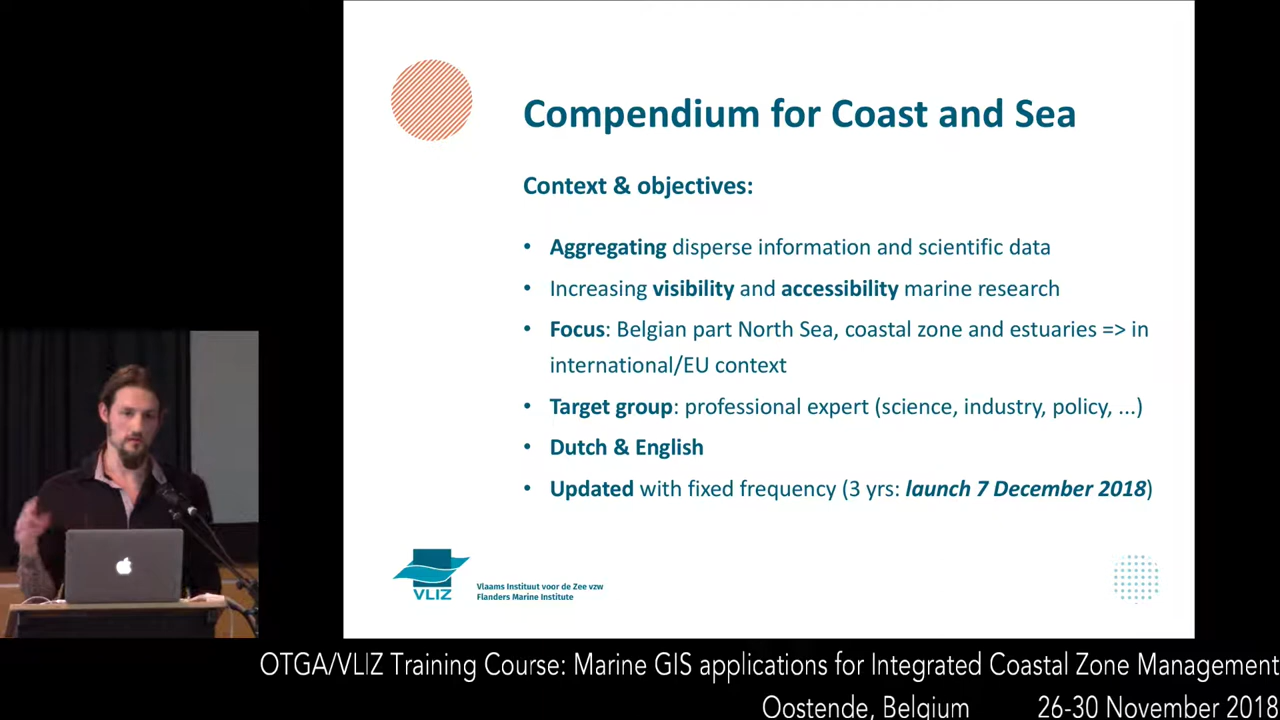 Compendium for Coast and Sea
Context & objectives:
• Aggregating disperse information and scientific data
• Increasing visibility and accessibility marine research
• Focus: Belgian part North Sea, coastal zone and estuaries => in
international/EU context
• Target group: professional expert (science, industry, policy, ...)
• Dutch & English
• Updated with fixed frequency (3 yrs: launch 7 December 2018)
VLIZ
Vlaams Instituut voor de Zee vzw
Flanders Marine Institute
OTGA/VLIZ Training Course: Marine GIS applications for Integrated Coastal Zone Management
Oostende, Belgium 26-30 November 2018